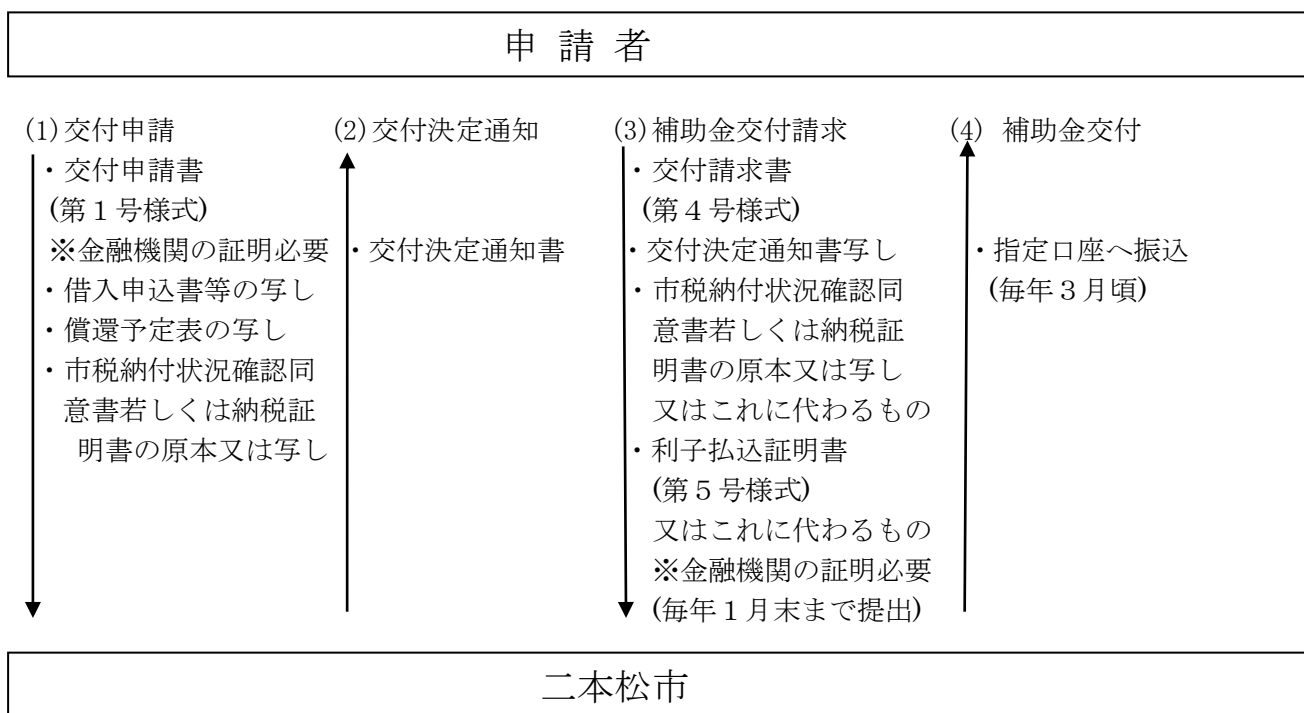 申 請 者
(1)交付申請
・交付申請書
(第１号様式)
※金融機関の証明必要
・借入申込書等の写し
・償還予定表の写し
・市税納付状況確認同
意書若しくは納税証
明書の原本又は写し
(2)交付決定通知
・交付決定通知書
(3)補助金交付請求
・交付請求書
(第４号様式)
・交付決定通知書写し
・市税納付状況確認同
意書若しくは納税証
明書の原本又は写し
又はこれに代わるもの
・利子払込証明書
(第５号様式)
又はこれに代わるもの
※金融機関の証明必要
(毎年１月末まで提出)
(4) 補助金交付
・指定口座へ振込
(毎年３月頃)
二本松市